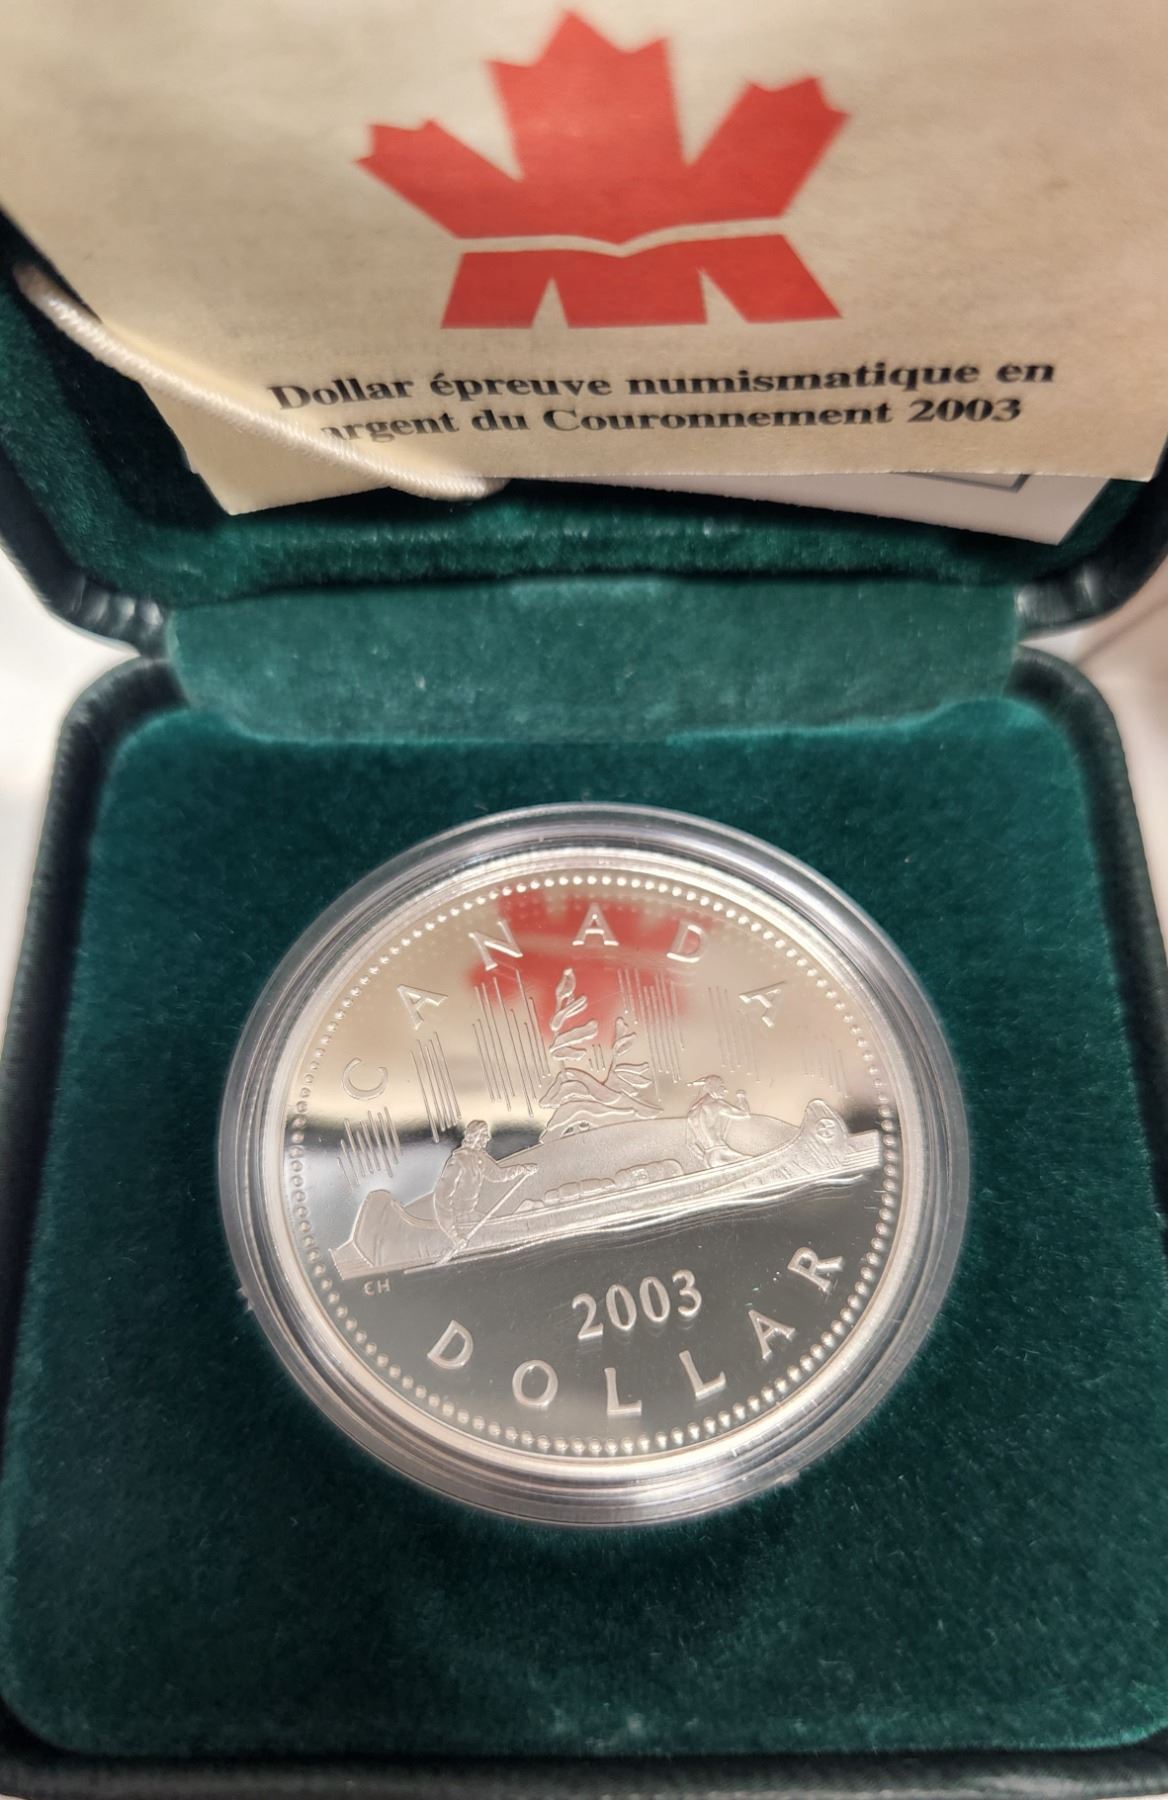 Dollar épreuve numismatique en
argent du Couronnement 2003
CANADA
EH
2003
DOLLAR